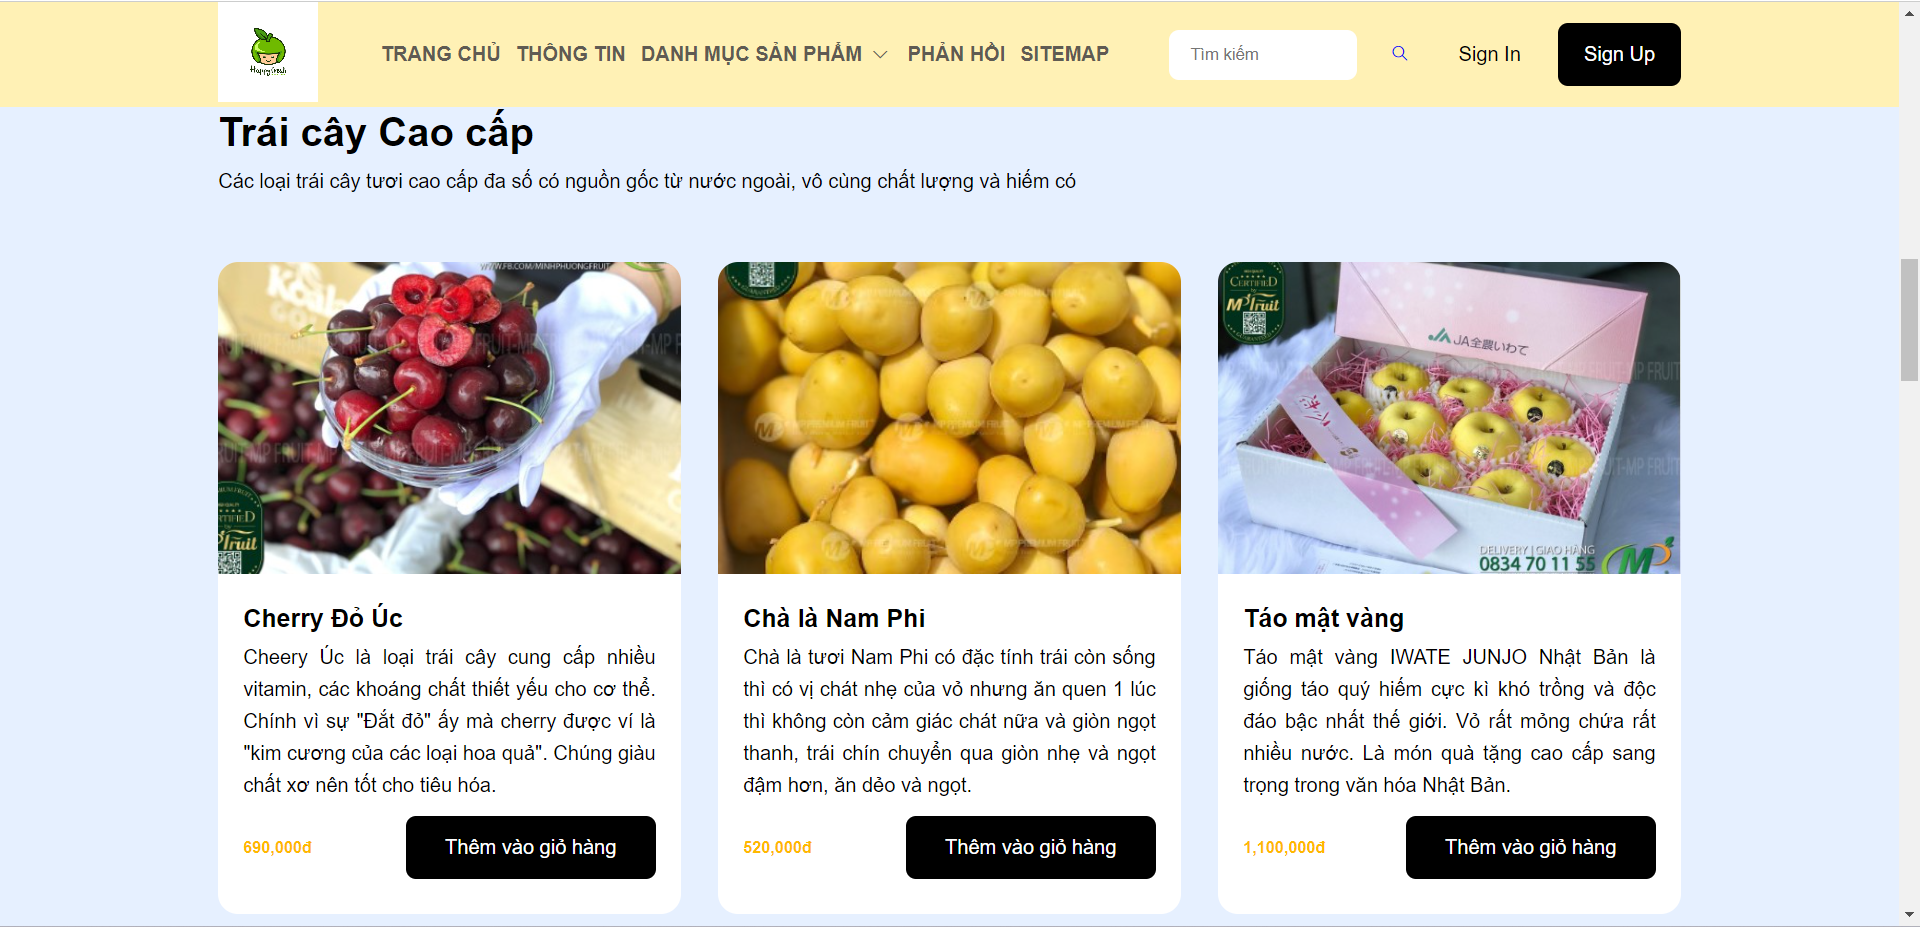 Happy Fresh
TRANG CHỦ THÔNG TIN DANH MỤC SẢN PHẨM PHẢN HỒI SITEMAP
Tìm kiếm
Sign In
Sign Up
Trái cây Cao cấp
Các loại trái cây tươi cao cấp đa số có nguồn gốc từ nước ngoài, vô cùng chất lượng và hiếm có
WWW.FB.COM/MINHPHUONGFRUIT
MP FRUIT
CERTIFIED
by
MP fruit
JA全農いわて
DELIVERY | GIAO HÀNG
0834 70 11 55
MP
Cherry Đỏ Úc
Cheery Úc là loại trái cây cung cấp nhiều
vitamin, các khoáng chất thiết yếu cho cơ thể.
Chính vì sự "Đắt đỏ" ấy mà cherry được ví là
"kim cương của các loại hoa quả". Chúng giàu
chất xơ nên tốt cho tiêu hóa.
690,000đ
Thêm vào giỏ hàng
Chà là Nam Phi
Chà là tươi Nam Phi có đặc tính trái còn sống
thì có vị chát nhẹ của vỏ nhưng ăn quen 1 lúc
thì không còn cảm giác chát nữa và giòn ngọt
thanh, trái chín chuyển qua giòn nhẹ và ngọt
đậm hơn, ăn dẻo và ngọt.
520,000đ
Thêm vào giỏ hàng
Táo mật vàng
Táo mật vàng IWATE JUNJO Nhật Bản là
giống táo quý hiếm cực kì khó trồng và độc
đáo bậc nhất thế giới. Vỏ rất mỏng chứa rất
nhiều nước. Là món quà tặng cao cấp sang
trọng trong văn hóa Nhật Bản.
1,100,000đ
Thêm vào giỏ hàng